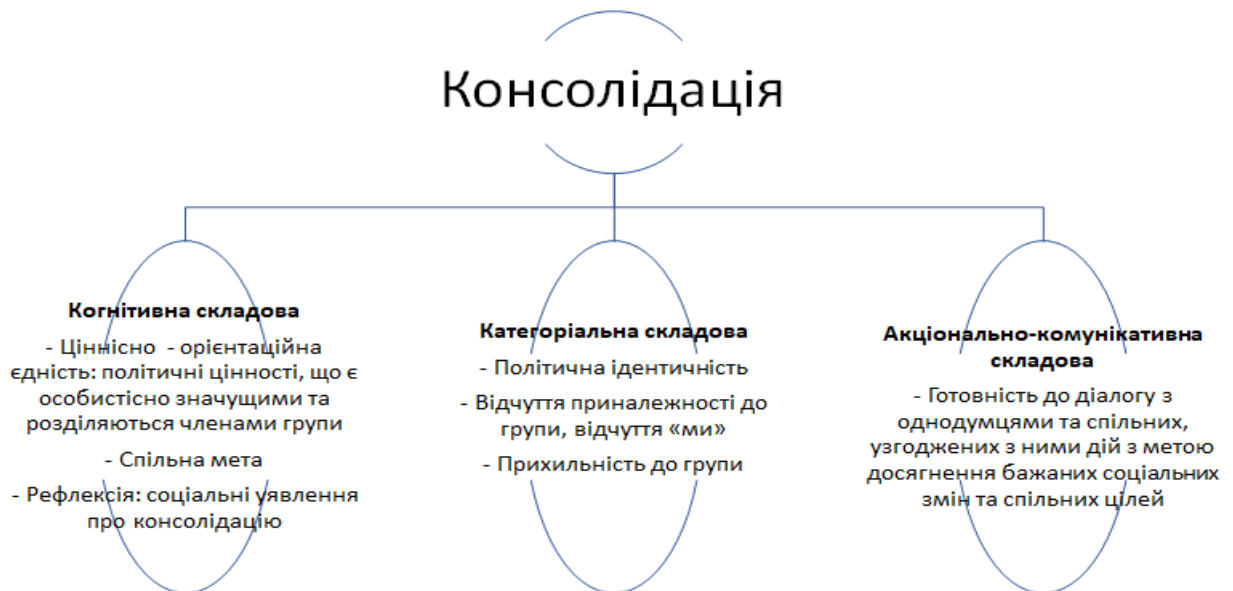 Консолідація
Когнітивна складова
- Ціннісно - орієнтаційна
єдність: політичні цінності, що є
особистісно значущими та
розділяються членами групи
- Спільна мета
- Рефлексія: соціальні уявлення
про консолідацію
Категоріальна складова
- Політична ідентичність
- Відчуття приналежності до
групи, відчуття «ми»
- Прихильність до групи
Акціонально-комунікативна
складова
- Готовність до діалогу з
однодумцями та спільних,
узгоджених з ними дій з метою
досягнення бажаних соціальних
змін та спільних цілей